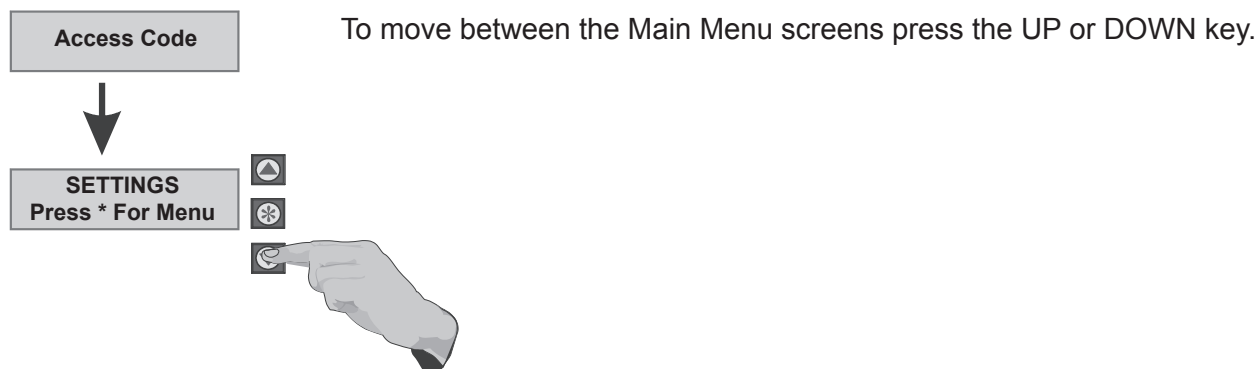 Access Code
To move between the Main Menu screens press the UP or DOWN key.
SETTINGS
Press * For Menu